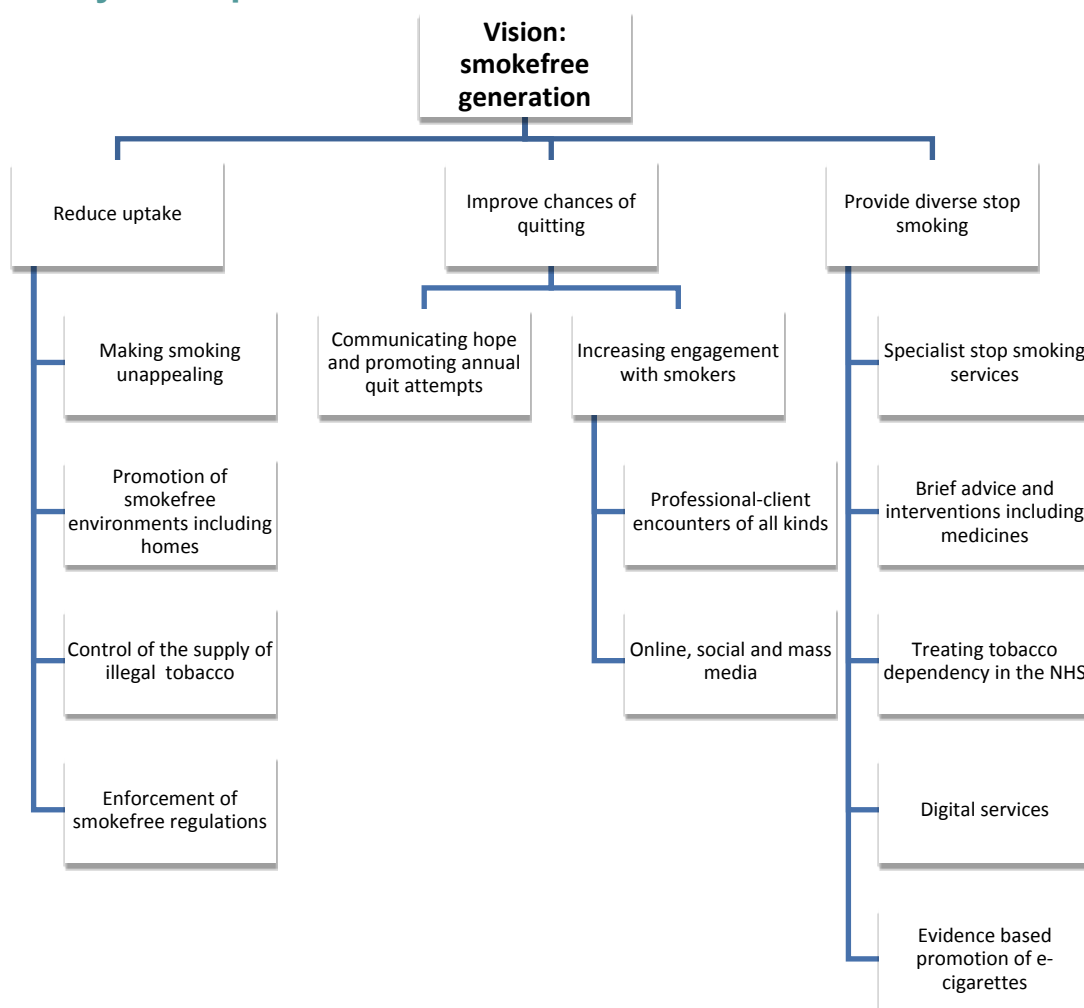 Vision:
smokefree
generation
Reduce uptake
Improve chances of
quitting
Provide diverse stop
smoking
Making smoking
unappealing
Communicating hope
and promoting annual
quit attempts
Increasing engagement
with smokers
Specialist stop smoking
services
Promotion of
smokefree
environments including
homes
Professional-client
encounters of all kinds
Brief advice and
interventions including
medicines
Control of the supply of
illegal tobacco
Online, social and mass
media
Treating tobacco
dependency in the NHS
Enforcement of
smokefree regulations
Digital services
Evidence based
promotion of e-
cigarettes